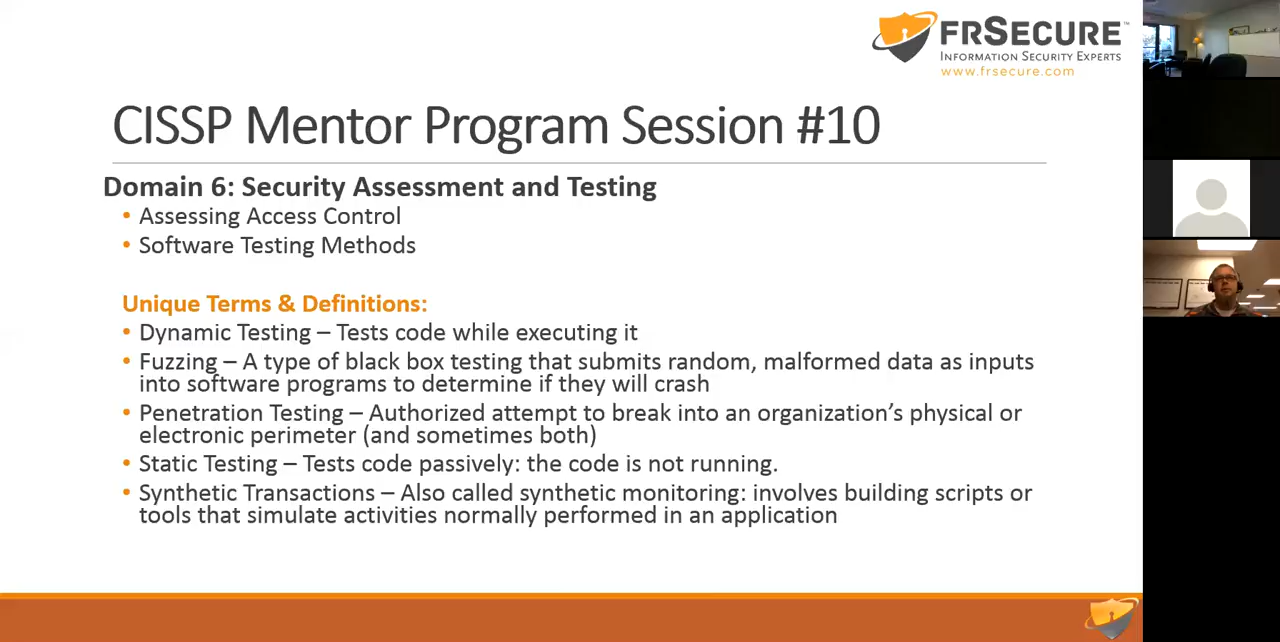 FRSECURE™
INFORMATION SECURITY EXPERTS
www.frsecure.com
CISSP Mentor Program Session #10
Domain 6: Security Assessment and Testing
• Assessing Access Control
• Software Testing Methods
Unique Terms & Definitions:
• Dynamic Testing – Tests code while executing it
• Fuzzing – A type of black box testing that submits random, malformed data as inputs
into software programs to determine if they will crash
• Penetration Testing – Authorized attempt to break into an organization’s physical or
electronic perimeter (and sometimes both)
• Static Testing – Tests code passively: the code is not running.
• Synthetic Transactions – Also called synthetic monitoring: involves building scripts or
tools that simulate activities normally performed in an application